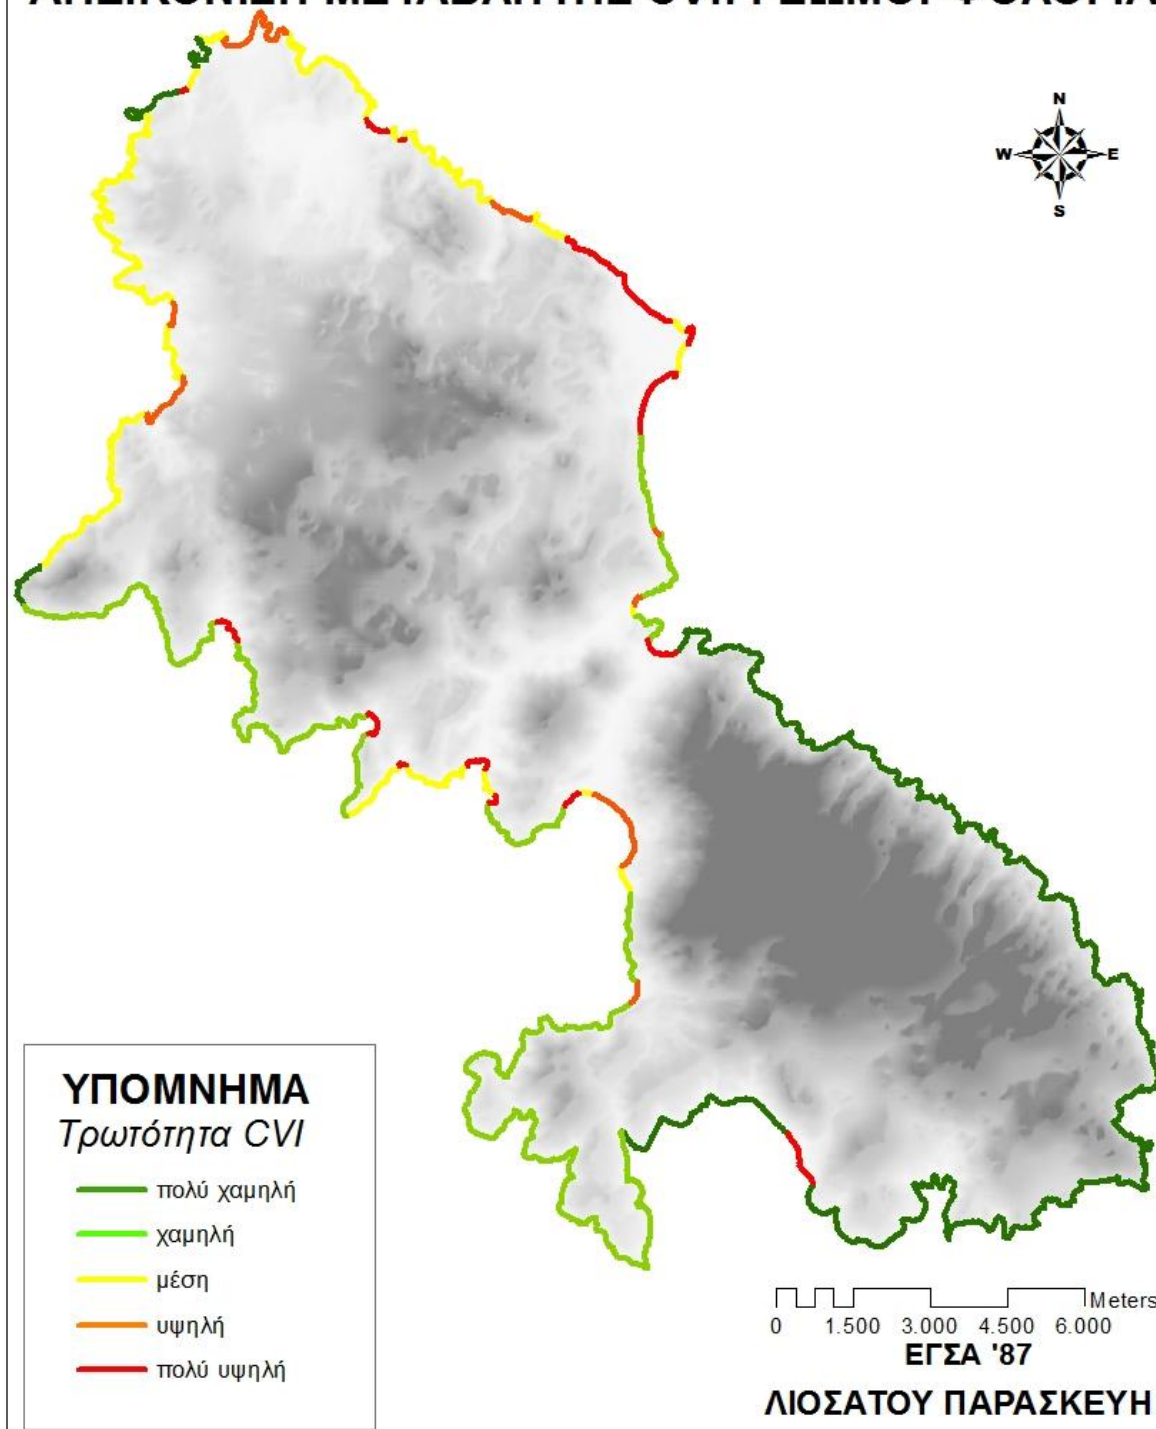 N
W E
S
ΥΠΟΜΝΗΜΑ
Τρωτότητα CVI
πολύ χαμηλή
χαμηλή
μέση
υψηλή
πολύ υψηλή
Meters
0 1.500 3.000 4.500 6.000
ΕΓΣΑ '87
ΛΙΟΣΑΤΟΥ ΠΑΡΑΣΚΕΥΗ